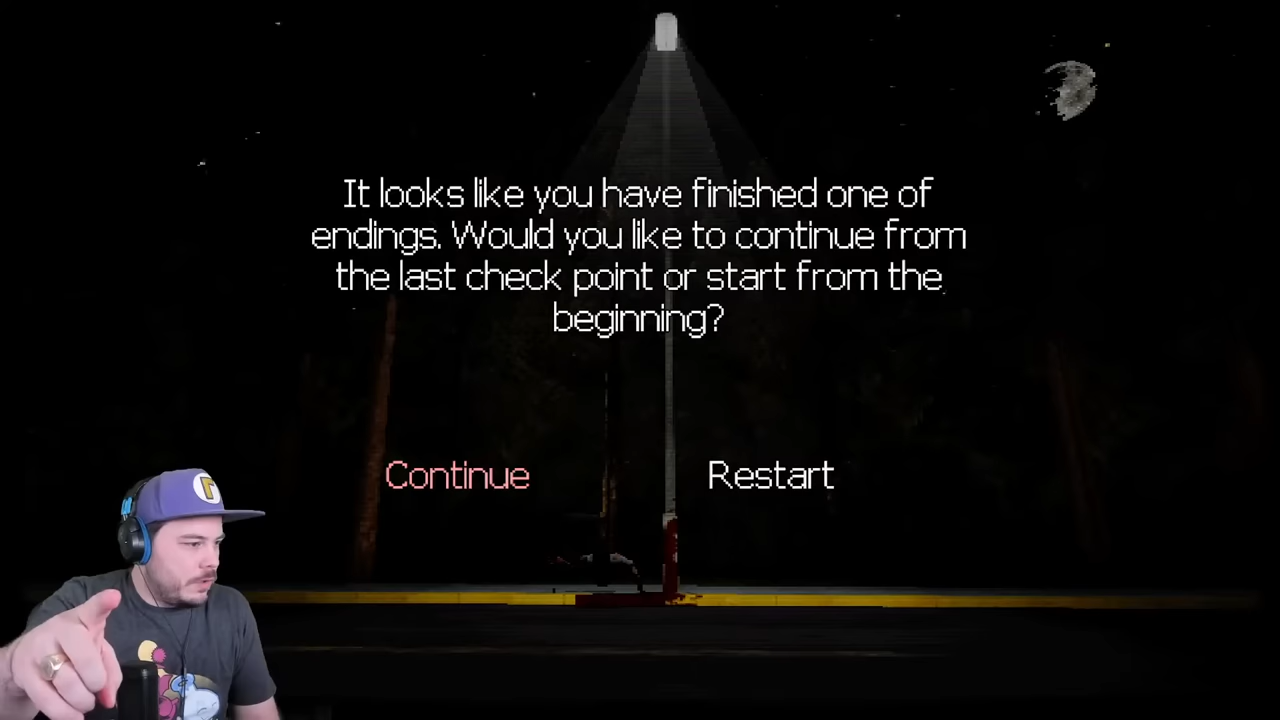 It looks like you have finished one of
endings. Would you like to continue from
the last check point or start from the
beginning?
Continue
Restart